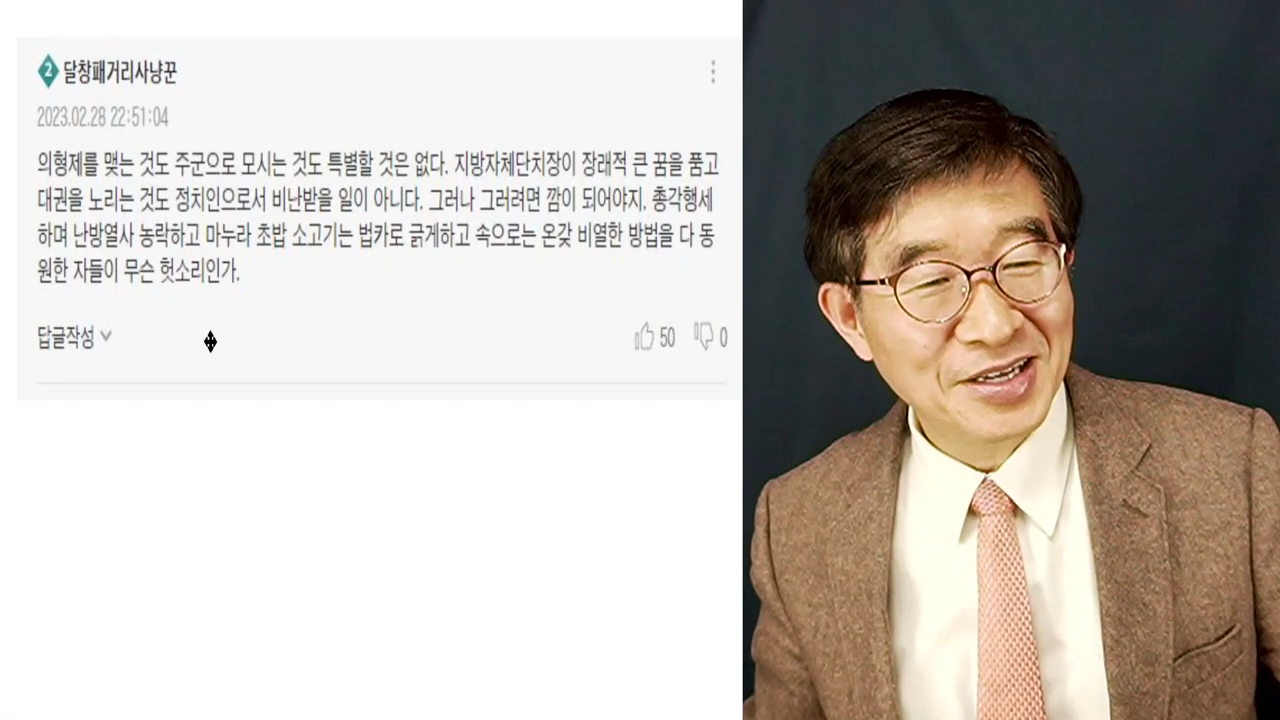 2 달창패거리사냥꾼
2023.02.28 22:51:04
의형제를 맺는 것도 주군으로 모시는 것도 특별할 것은 없다. 지방자체단치장이 장래적 큰 꿈을 품고
대권을 노리는 것도 정치인으로서 비난받을 일이 아니다. 그러나 그러려면 깜이 되어야지. 총각행세
하며 난방열사 농락하고 마누라 초밥 소고기는 법카로 긁게하고 속으로는 온갖 비열한 방법을 다 동
원한 자들이 무슨 헛소리인가.
답글작성 50 0